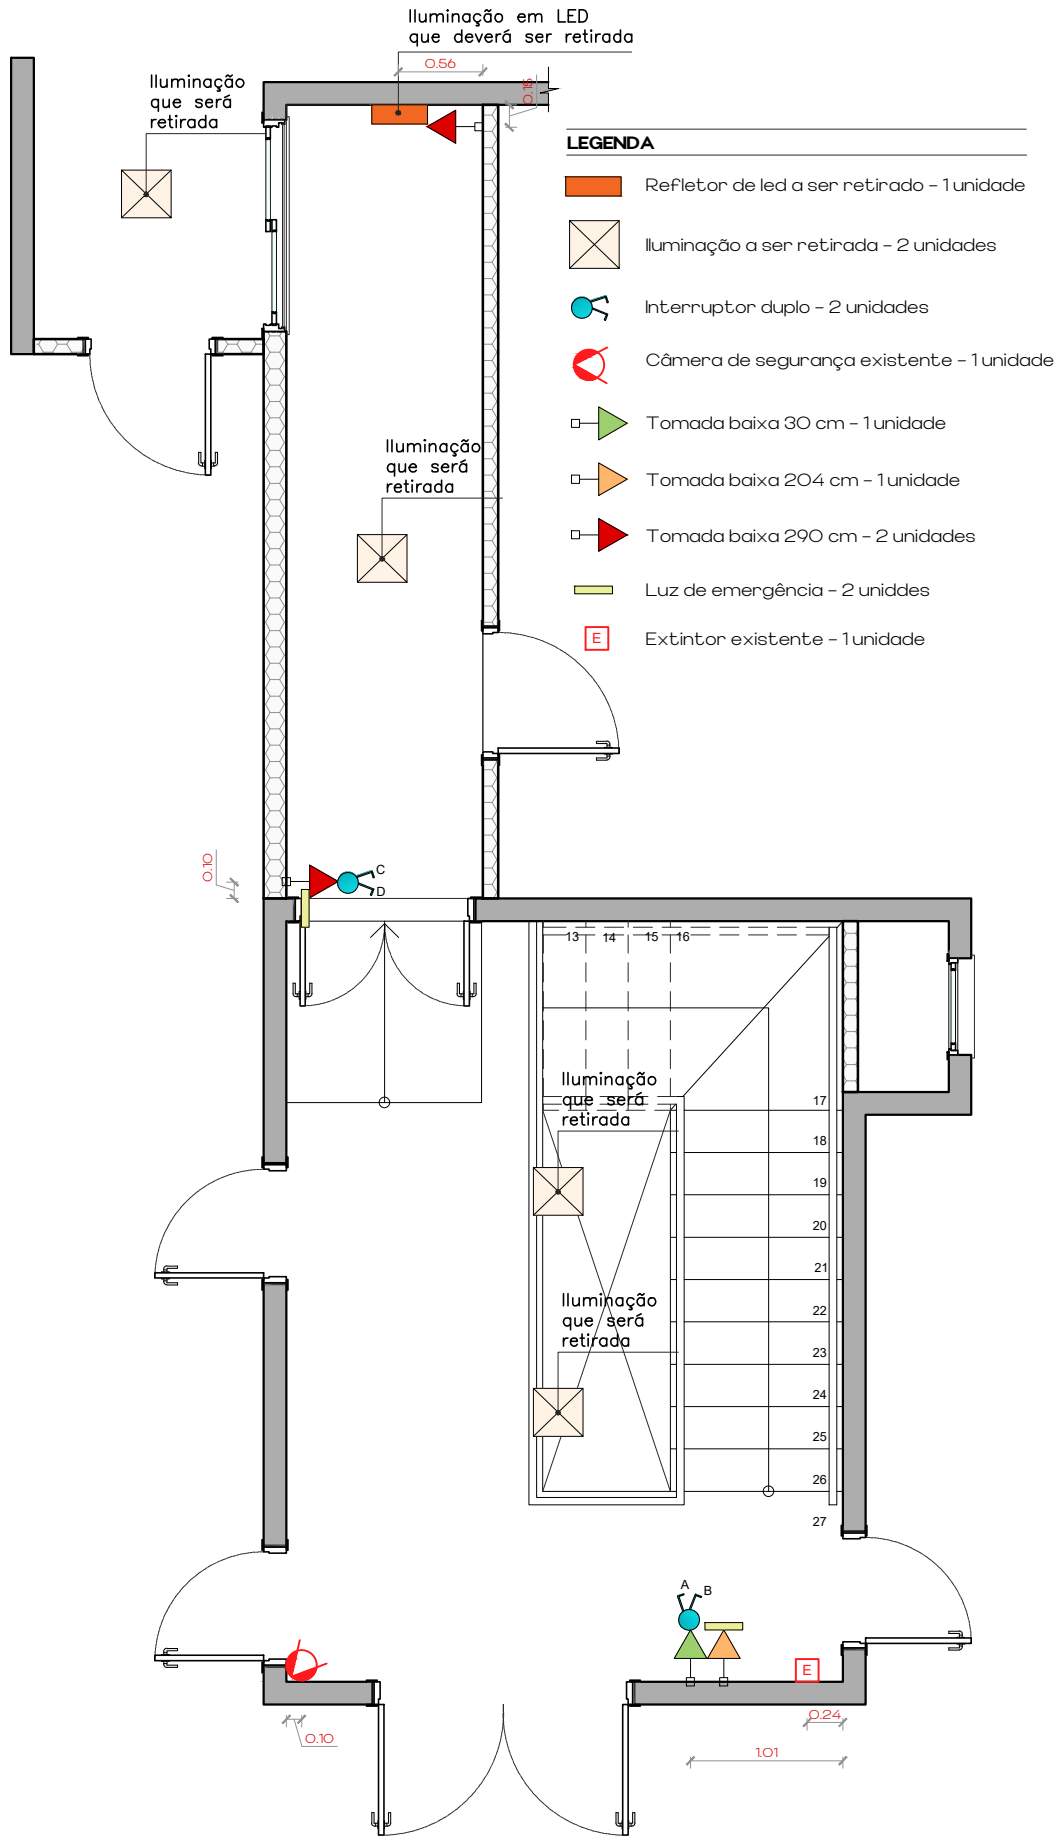 Iluminação em LED
que deverá ser retirada
0.56
0.15
Iluminação
que será
retirada
LEGENDA
Refletor de led a ser retirado - 1 unidade
Iluminação a ser retirada - 2 unidades
Interruptor duplo - 2 unidades
Câmera de segurança existente - 1 unidade
Tomada baixa 30 cm - 1 unidade
Tomada baixa 204 cm - 1 unidade
Tomada baixa 290 cm - 2 unidades
Luz de emergência - 2 uniddes
E
Extintor existente - 1 unidade
Iluminação
que será
retirada
0.10
C
D
13 14 15 16
Iluminação
que será
retirada
17
18
19
20
21
22
23
24
25
26
27
Iluminação
que será
retirada
A B
E
0.24
0.10
1.01